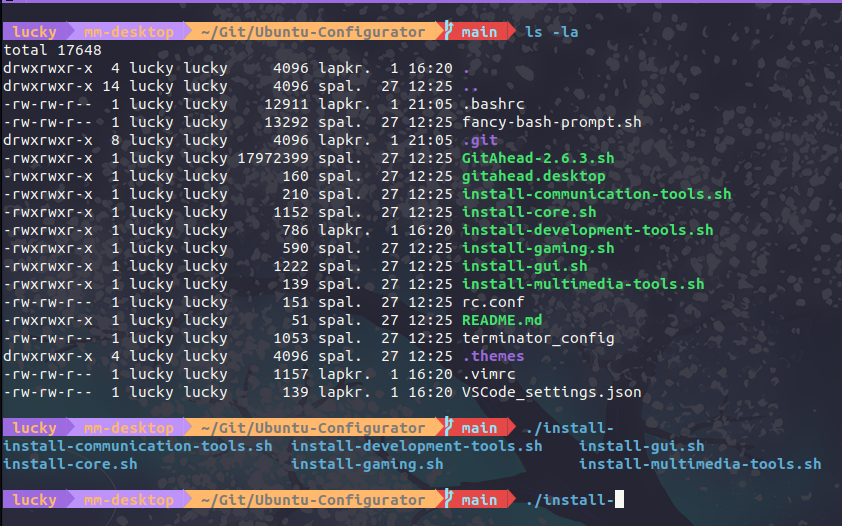 lucky mm-desktop ~/Git/Ubuntu-Configurator main ls -la
total 17648
drwxrwxr-x 4 lucky lucky 4096 lapkr. 1 16:20 .
drwxrwxr-x 14 lucky lucky 4096 spal. 27 12:25 ..
-rw-rw-r-- 1 lucky lucky 12911 lapkr. 1 21:05 .bashrc
-rw-rw-r-- 1 lucky lucky 13292 spal. 27 12:25 fancy-bash-prompt.sh
drwxrwxr-x 8 lucky lucky 4096 lapkr. 1 21:05 .git
-rwxrwxr-x 1 lucky lucky 17972399 spal. 27 12:25 GitAhead-2.6.3.sh
-rwxrwxr-x 1 lucky lucky 160 spal. 27 12:25 gitahead.desktop
-rwxrwxr-x 1 lucky lucky 210 spal. 27 12:25 install-communication-tools.sh
-rwxrwxr-x 1 lucky lucky 1152 spal. 27 12:25 install-core.sh
-rwxrwxr-x 1 lucky lucky 786 lapkr. 1 16:20 install-development-tools.sh
-rwxrwxr-x 1 lucky lucky 590 spal. 27 12:25 install-gaming.sh
-rwxrwxr-x 1 lucky lucky 1222 spal. 27 12:25 install-gui.sh
-rwxrwxr-x 1 lucky lucky 139 spal. 27 12:25 install-multimedia-tools.sh
-rw-rw-r-- 1 lucky lucky 151 spal. 27 12:25 rc.conf
-rwxrwxr-x 1 lucky lucky 51 spal. 27 12:25 README.md
-rw-rw-r-- 1 lucky lucky 1053 spal. 27 12:25 terminator_config
drwxrwxr-x 4 lucky lucky 4096 spal. 27 12:25 .themes
-rw-rw-r-- 1 lucky lucky 1157 lapkr. 1 16:20 .vimrc
-rw-rw-r-- 1 lucky lucky 139 lapkr. 1 16:20 VSCode_settings.json
lucky mm-desktop ~/Git/Ubuntu-Configurator main ./install-
install-communication-tools.sh install-development-tools.sh install-gui.sh
install-core.sh install-gaming.sh install-multimedia-tools.sh
lucky mm-desktop ~/Git/Ubuntu-Configurator main ./install-